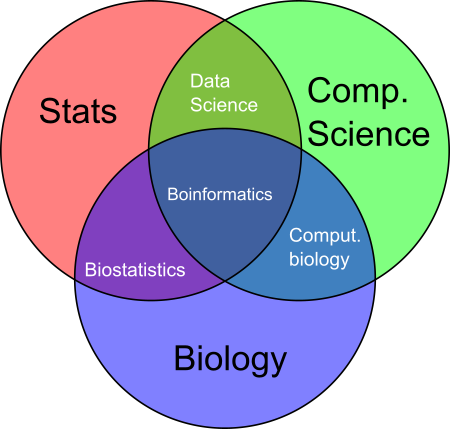 Data
Science
Stats
Comp.
Science
Boinformatics
Comput.
biology
Biostatistics
Biology